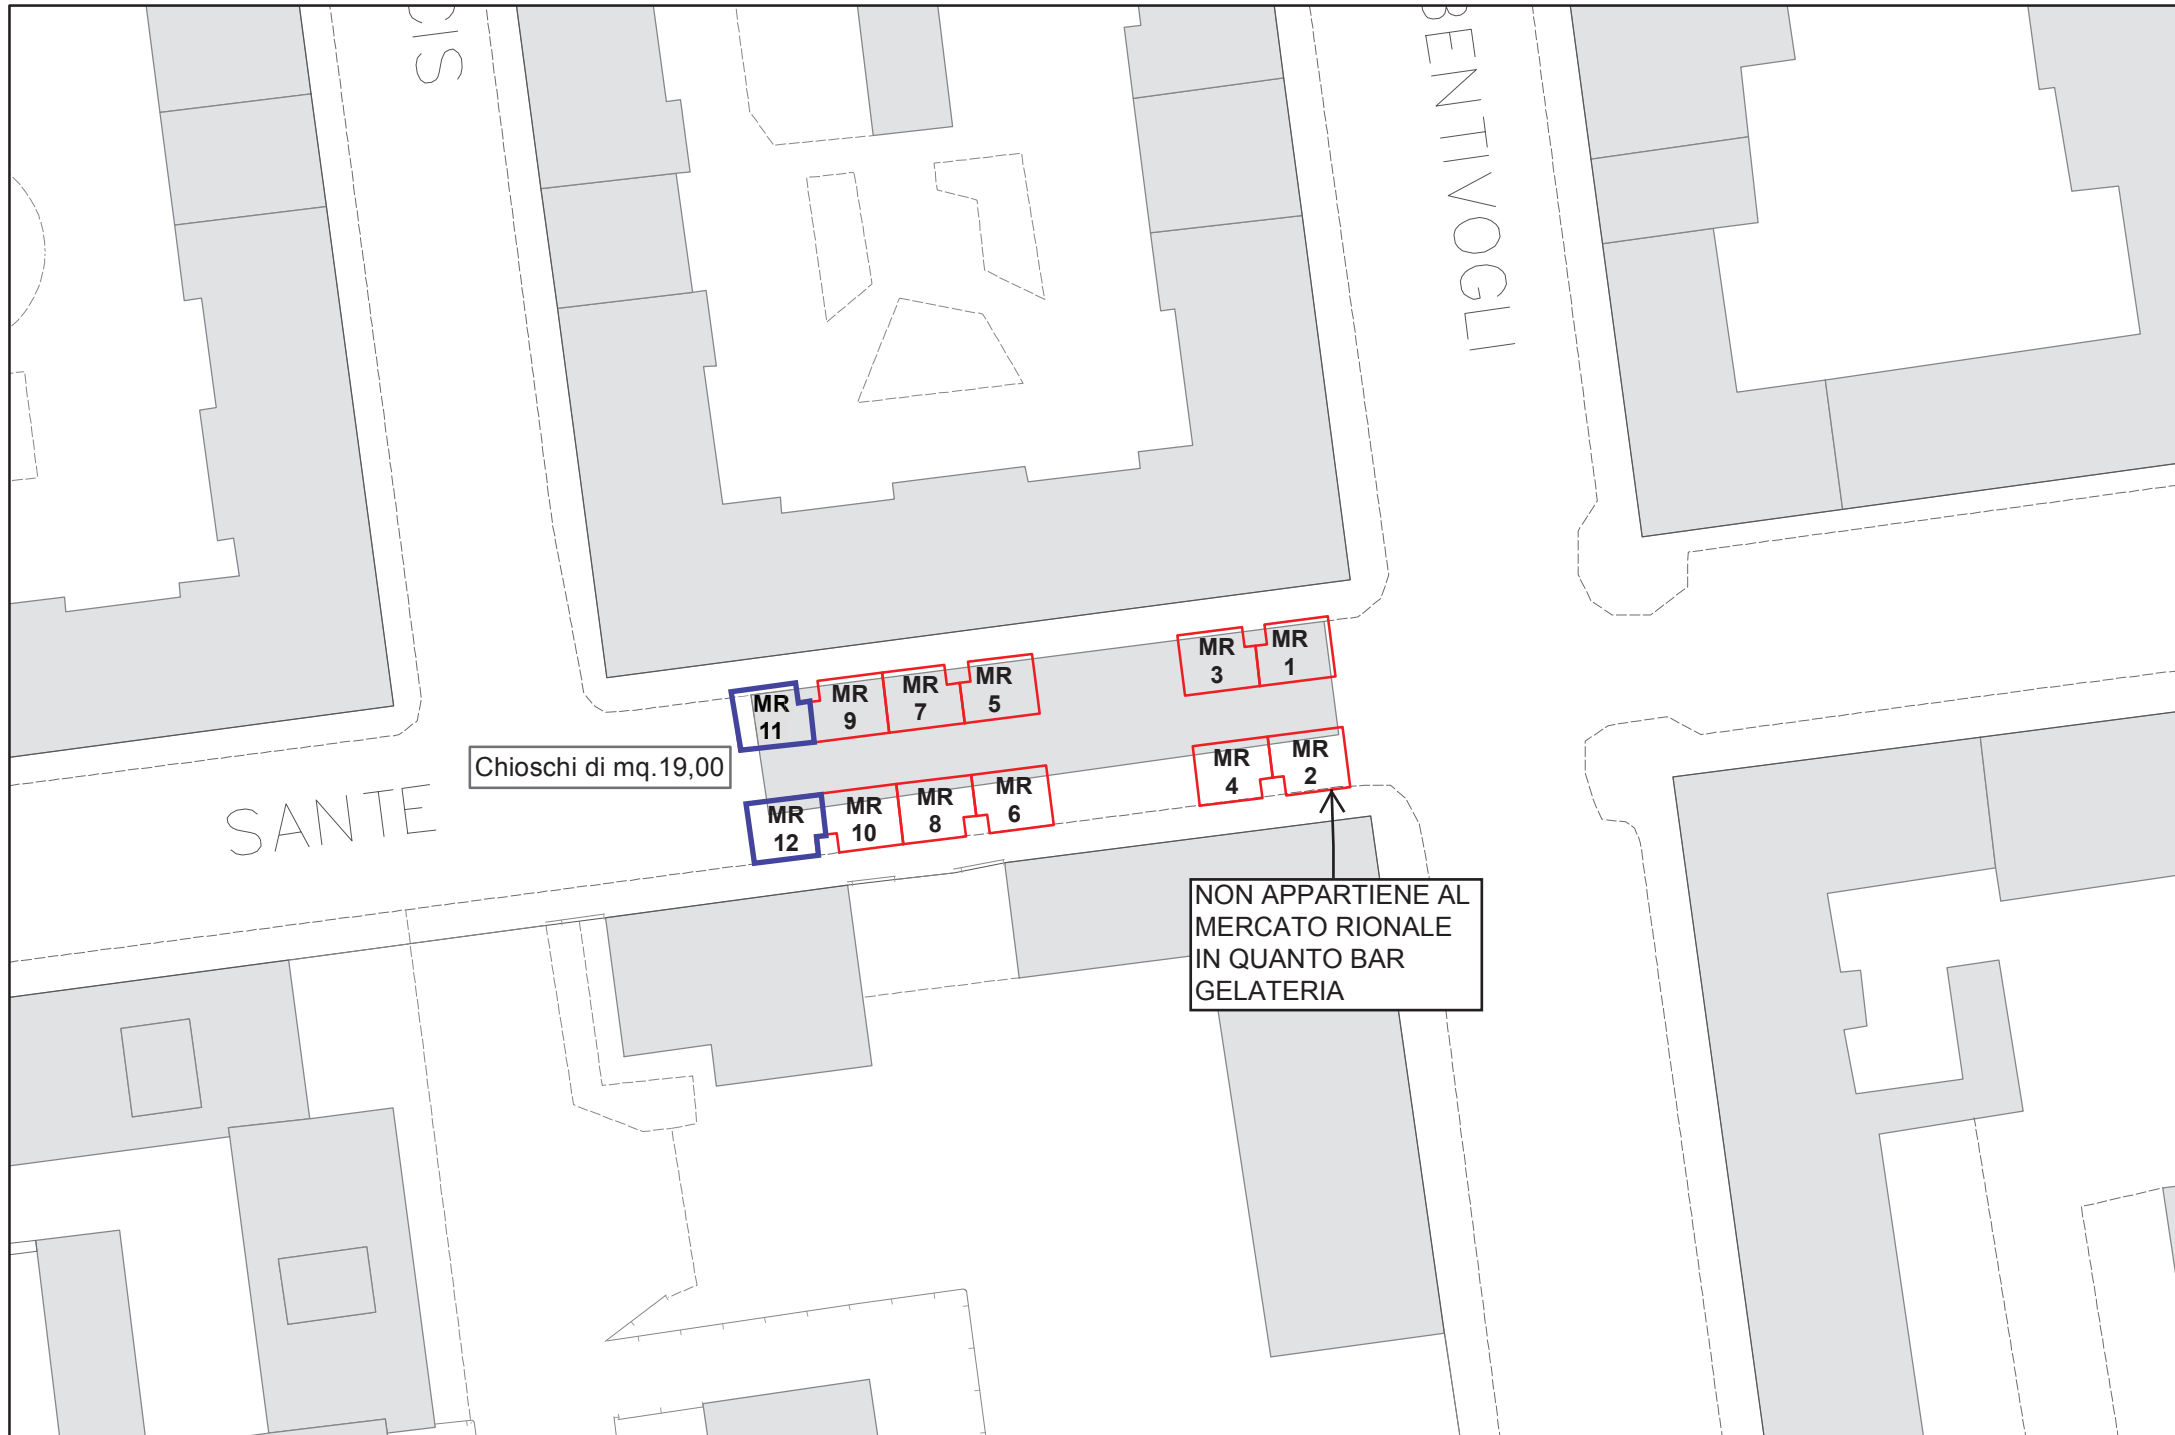 CIS
BENTIVOGLI
MR
3
MR
1
MR
11
MR
9
MR
7
MR
5
Chioschi di mq.19,00
SANTE
MR
12
MR
10
MR
8
MR
6
MR
4
MR
2
NON APPARTIENE AL
MERCATO RIONALE
IN QUANTO BAR
GELATERIA